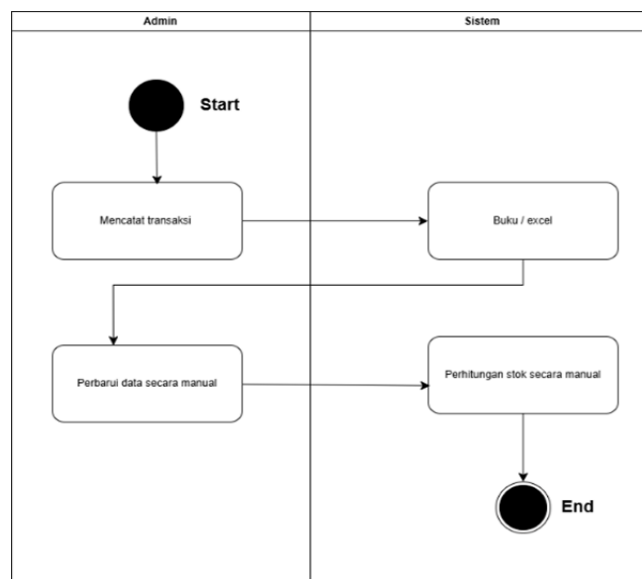 Admin
Sistem
Start
Mencatat transaksi
Buku / excel
Perbarui data secara manual
Perhitungan stok secara manual
End